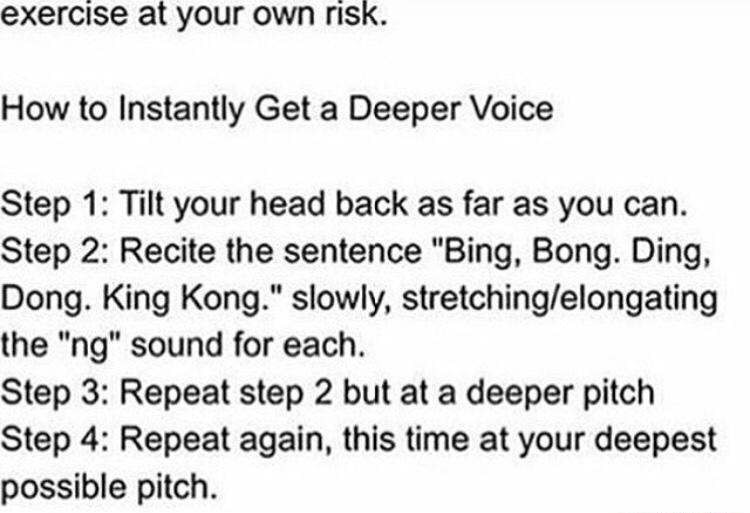 exercise at your own risk.
How to Instantly Get a Deeper Voice
Step 1: Tilt your head back as far as you can.
Step 2: Recite the sentence "Bing, Bong. Ding,
Dong. King Kong." slowly, stretching/elongating
the "ng" sound for each.
Step 3: Repeat step 2 but at a deeper pitch
Step 4: Repeat again, this time at your deepest
possible pitch.